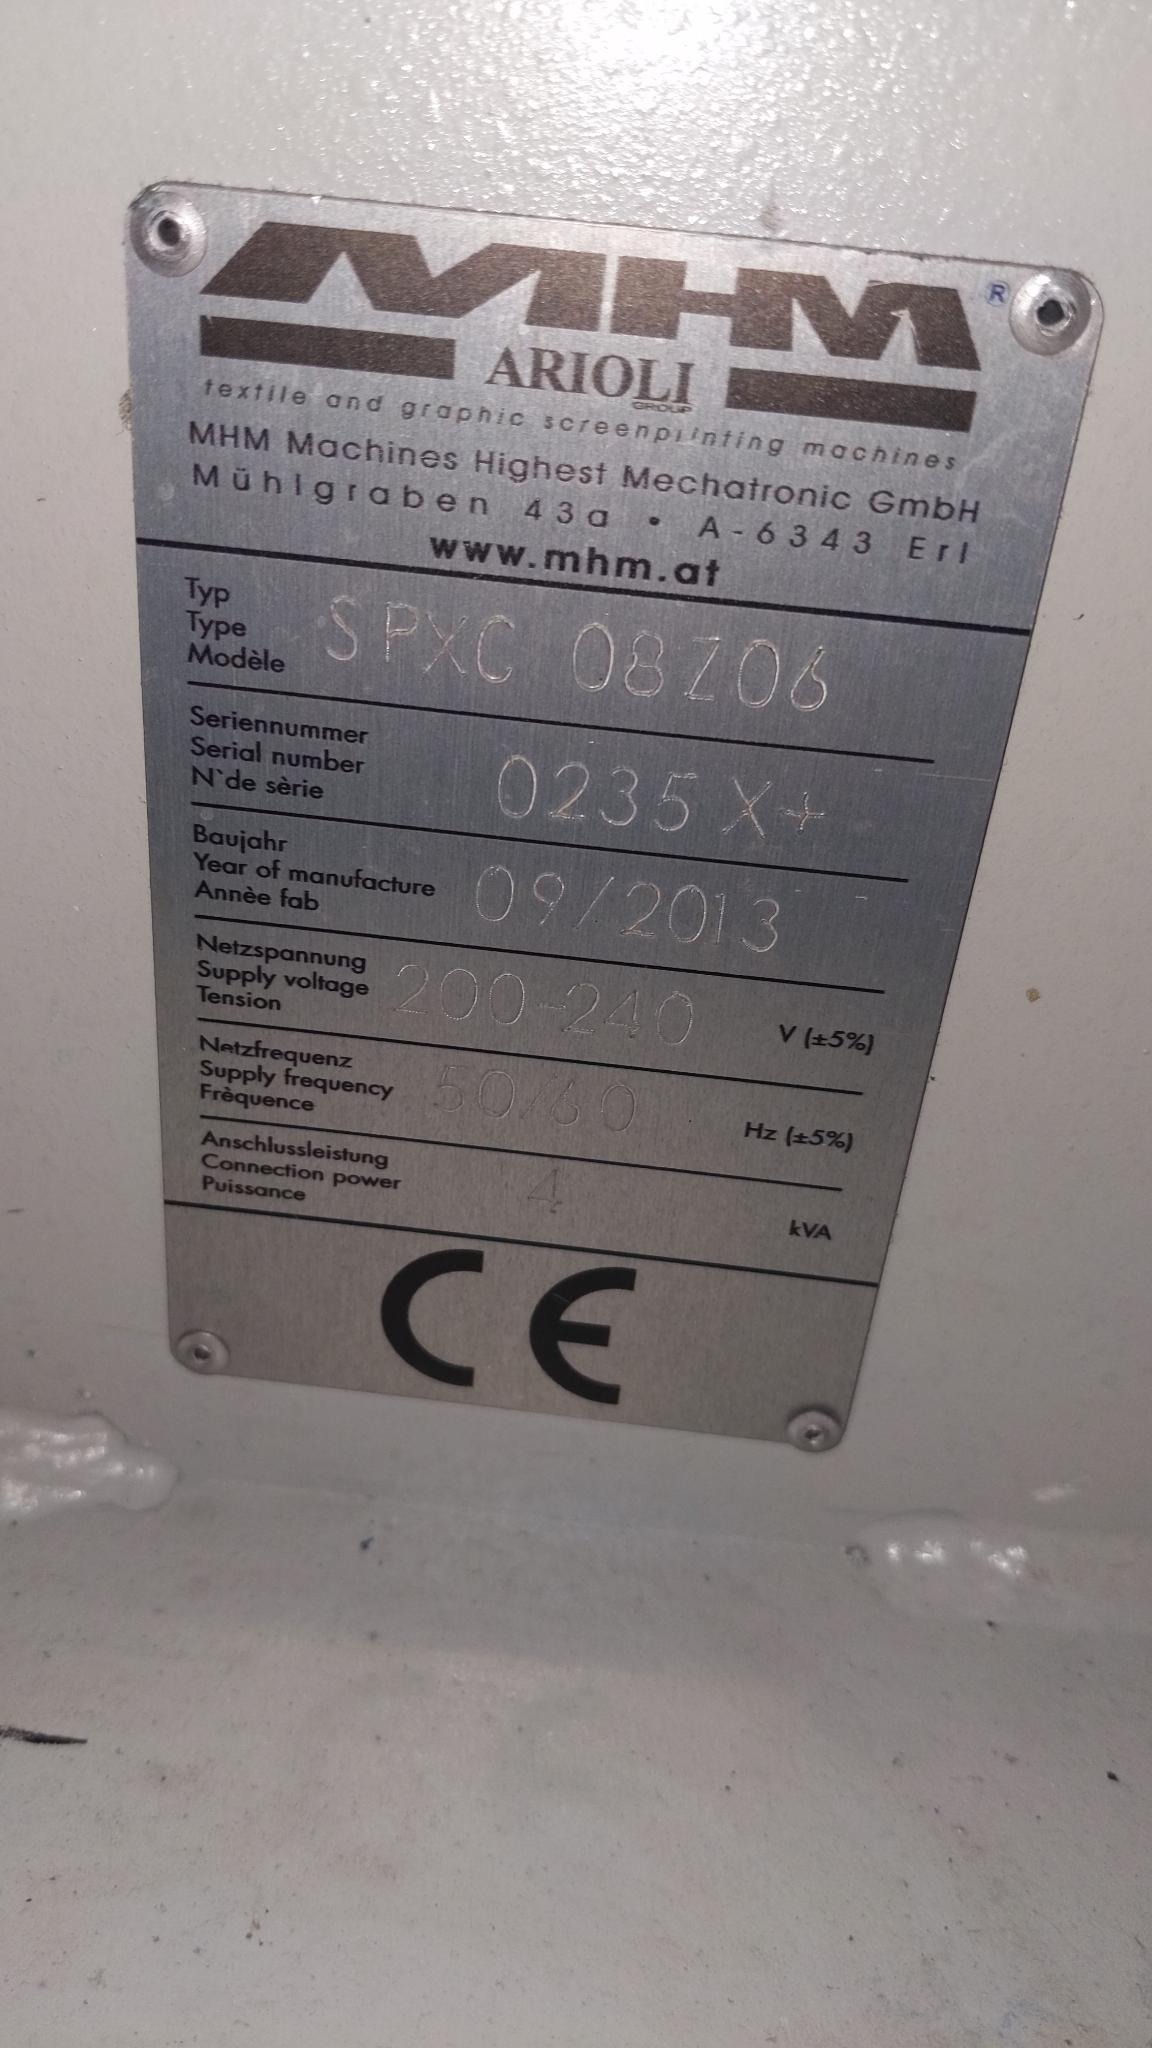 MHM ®
ARIOLI
GROUP
textile and graphic screenprinting machines
MHM Machines Highest Mechatronic GmbH
Mühlgraben 43a • A-6343 Erl
www.mhm.at
Typ
Type SPXC 08Z06
Modèle
Seriennummer
Serial number 0235 X+
N`de sèrie
Baujahr
Year of manufacture 09/2013
Annèe fab
Netzspannung
Supply voltage 200-240 V (±5%)
Tension
Netzfrequenz
Supply frequency 50/60 Hz (±5%)
Frèquence
Anschlussleistung
Connection power 4 kVA
Puissance
CE